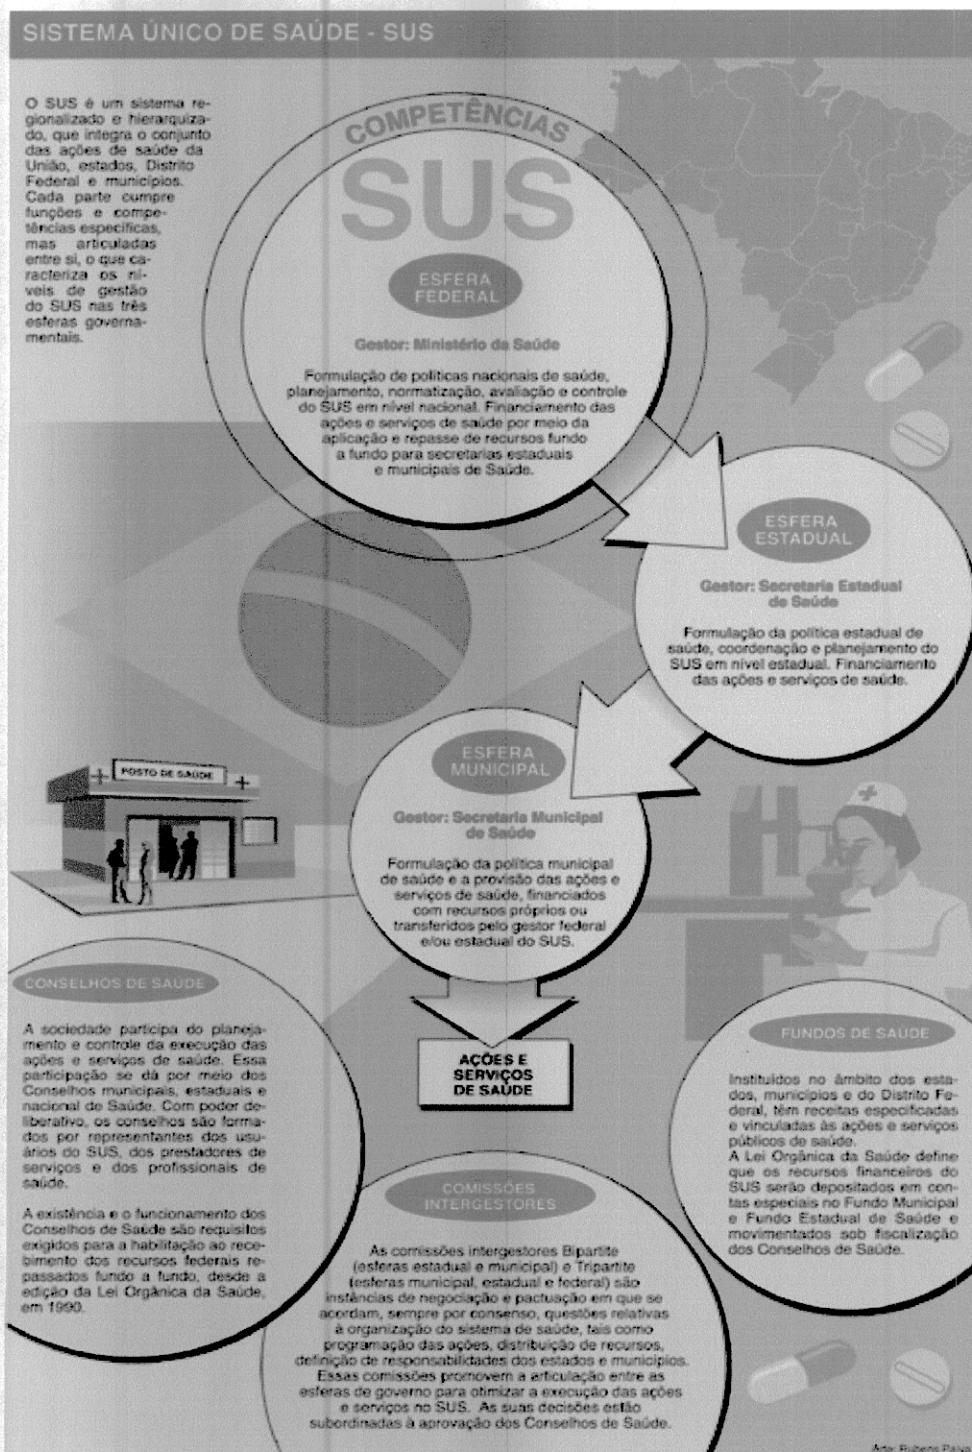 SISTEMA ÚNICO DE SAÚDE - SUS
O SUS é um sistema re-
gionalizado e hierarquiza-
do, que integra o conjunto
das ações de saúde da
União, estados, Distrito
Federal e municípios.
Cada parte cumpre
funções e compe-
tências específicas,
mas articuladas
entre si, o que ca-
racteriza os ní-
veis de gestão
do SUS nas três
esferas governa-
mentais.
COMPETÊNCIAS
SUS
ESFERA
FEDERAL
Gestor: Ministério da Saúde
Formulação de políticas nacionais de saúde,
planejamento, normatização, avaliação e controle
do SUS em nível nacional. Financiamento das
ações e serviços de saúde por meio da
aplicação e repasse de recursos fundo
a fundo para secretarias estaduais
e municipais de Saúde.
ESFERA
ESTADUAL
Gestor: Secretaria Estadual
de Saúde
Formulação da política estadual de
saúde, coordenação e planejamento do
SUS em nível estadual. Financiamento
das ações e serviços de saúde.
ESFERA
MUNICIPAL
Gestor: Secretaria Municipal
de Saúde
Formulação da política municipal
de saúde e a provisão das ações e
serviços de saúde, financiados
com recursos próprios ou
transferidos pelo gestor federal
e/ou estadual do SUS.
POSTO DE SAÚDE
AÇÕES E
SERVIÇOS
DE SAÚDE
CONSELHOS DE SAÚDE
A sociedade participa do planeja-
mento e controle da execução das
ações e serviços de saúde. Essa
participação se dá por meio dos
Conselhos municipais, estaduais e
nacional de Saúde. Com poder de-
liberativo, os conselhos são forma-
dos por representantes dos usu-
ários do SUS, dos prestadores de
serviços e dos profissionais de
saúde.
A existência e o funcionamento dos
Conselhos de Saúde são requisitos
exigidos para a habilitação ao rece-
bimento dos recursos federais re-
passados fundo a fundo, desde a
edição da Lei Orgânica da Saúde,
em 1990.
COMISSÕES
INTERGESTORES
As comissões intergestores Bipartite
(esferas estadual e municipal) e Tripartite
(esferas municipal, estadual e federal) são
instâncias de negociação e pactuação em que se
acordam, sempre por consenso, questões relativas
à organização do sistema de saúde, tais como
programação das ações, distribuição de recursos,
definição de responsabilidades dos estados e municípios.
Essas comissões promovem a articulação entre as
esferas de governo para otimizar a execução das ações
e serviços no SUS. As suas decisões estão
subordinadas à aprovação dos Conselhos de Saúde.
FUNDOS DE SAÚDE
Instituídos no âmbito dos esta-
dos, municípios e do Distrito Fe-
deral, têm receitas especificadas
e vinculadas às ações e serviços
públicos de saúde.
A Lei Orgânica da Saúde define
que os recursos financeiros do
SUS serão depositados em con-
tas especiais no Fundo Municipal
e Fundo Estadual de Saúde e
movimentados sob fiscalização
dos Conselhos de Saúde.
Arte: Rubens Paiva